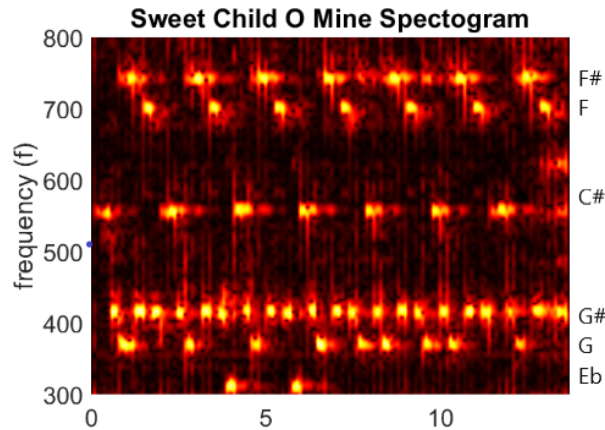 Sweet Child O Mine Spectogram
800
700
600
500
400
300
frequency (f)
F#
F
C#
G#
G
Eb
0
5
10